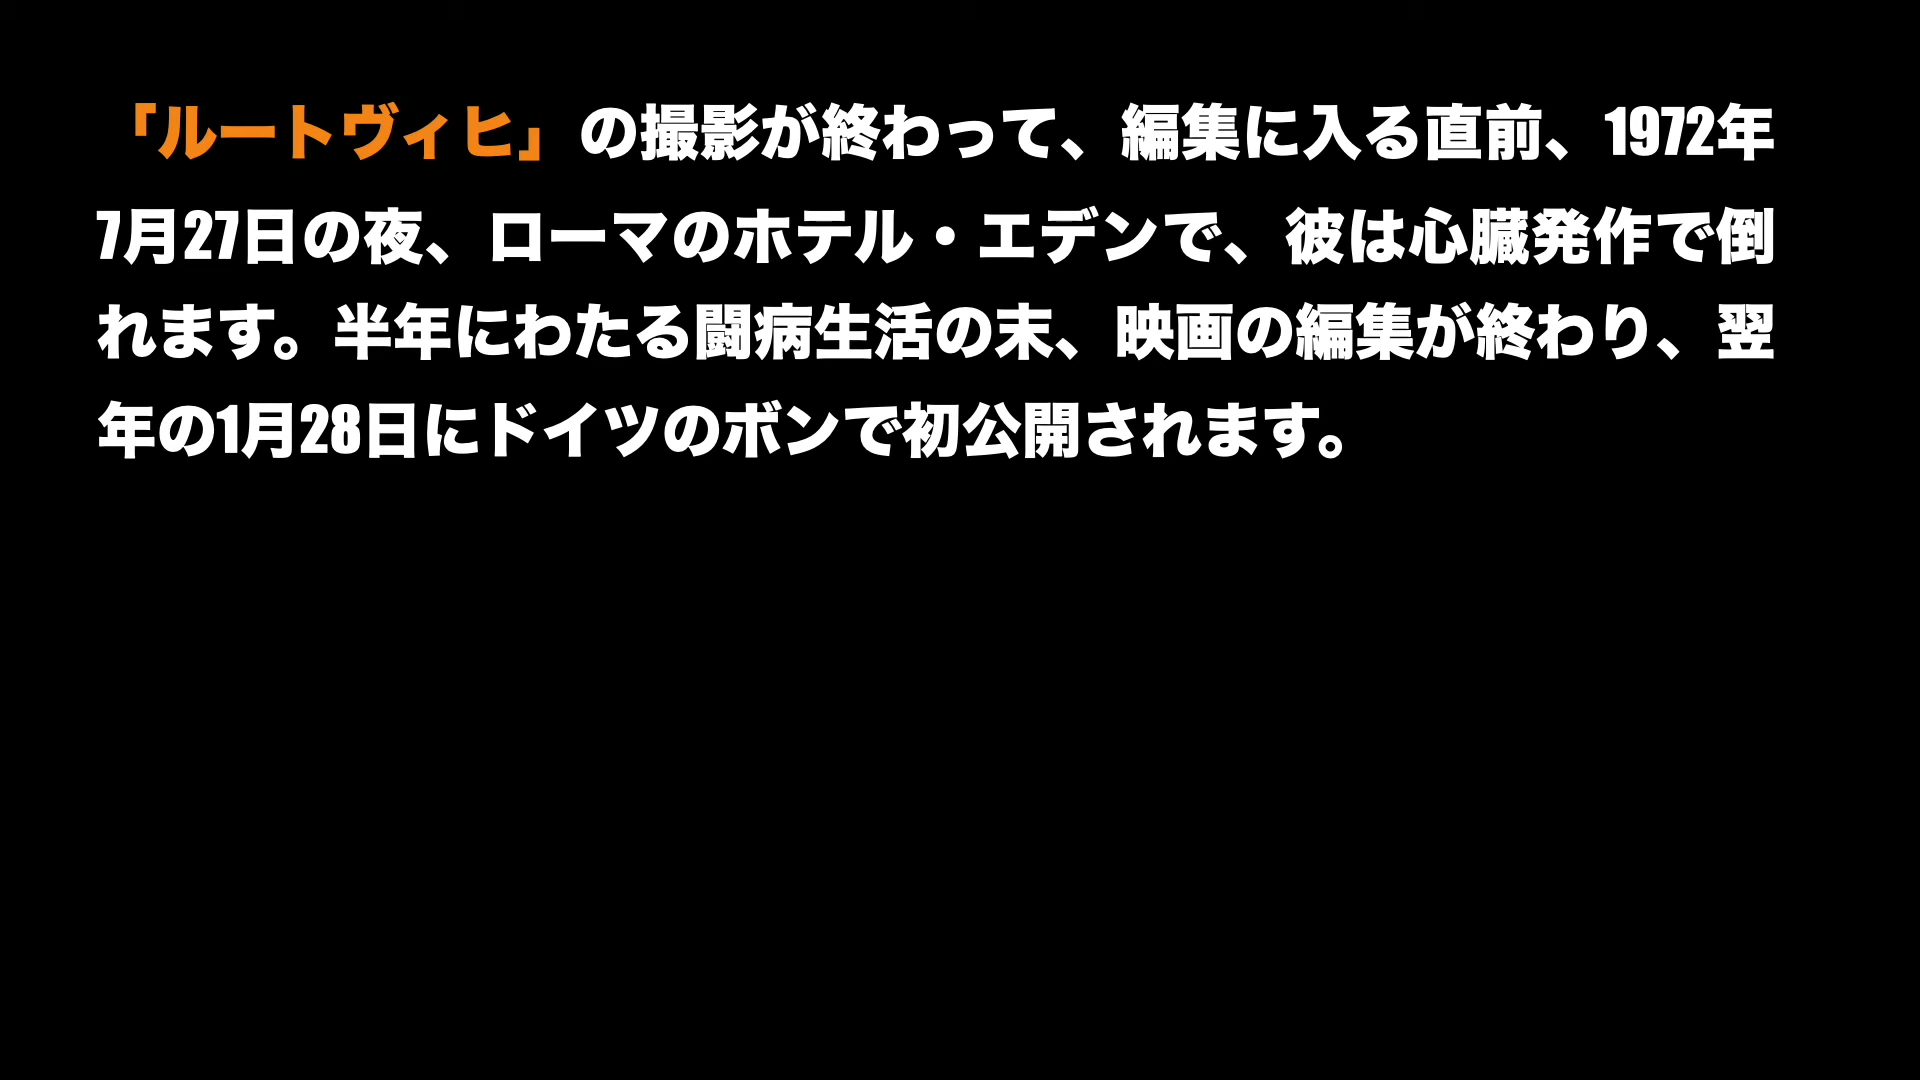 「ルートヴィヒ」の撮影が終わって、編集に入る直前、1972年
7月27日の夜、ローマのホテル・エデンで、彼は心臓発作で倒
れます。半年にわたる闘病生活の末、映画の編集が終わり、翌
年の1月28日にドイツのボンで初公開されます。